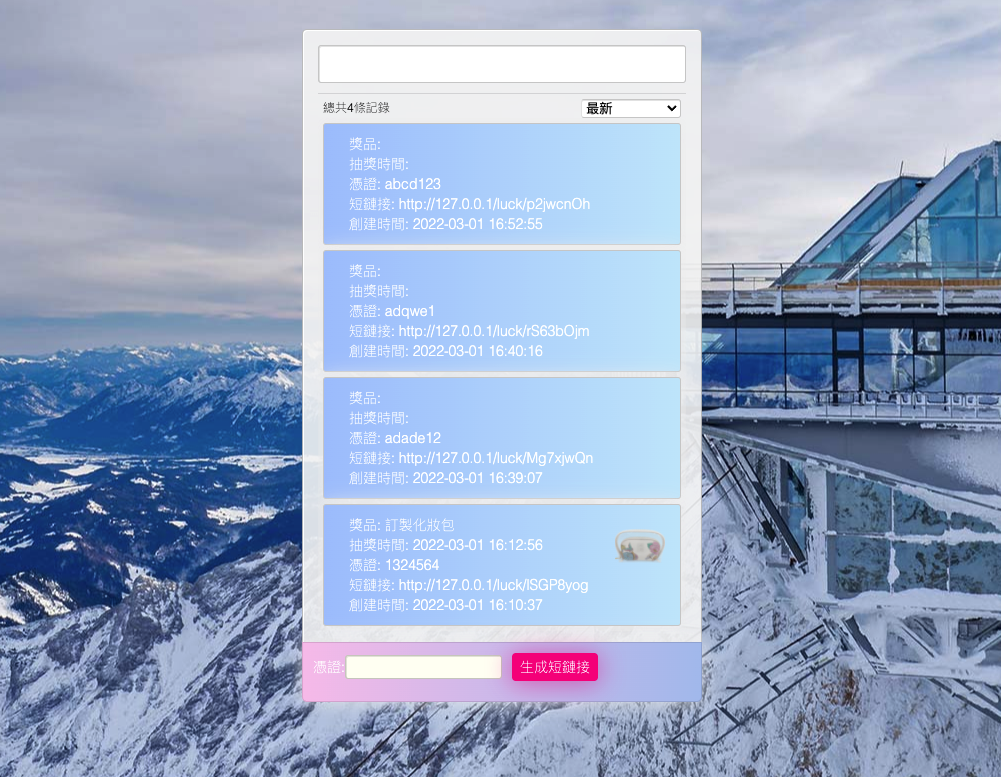 總共4條記錄
最新
獎品:
抽獎時間:
憑證: abcd123
短鏈接: http://127.0.0.1/luck/p2jwcnOh
創建時間: 2022-03-01 16:52:55
獎品:
抽獎時間:
憑證: adqwe1
短鏈接: http://127.0.0.1/luck/rS63bOjm
創建時間: 2022-03-01 16:40:16
獎品:
抽獎時間:
憑證: adade12
短鏈接: http://127.0.0.1/luck/Mg7xjwQn
創建時間: 2022-03-01 16:39:07
獎品: 訂製化妝包
抽獎時間: 2022-03-01 16:12:56
憑證: 1324564
短鏈接: http://127.0.0.1/luck/lSGP8yog
創建時間: 2022-03-01 16:10:37
憑證:
生成短鏈接